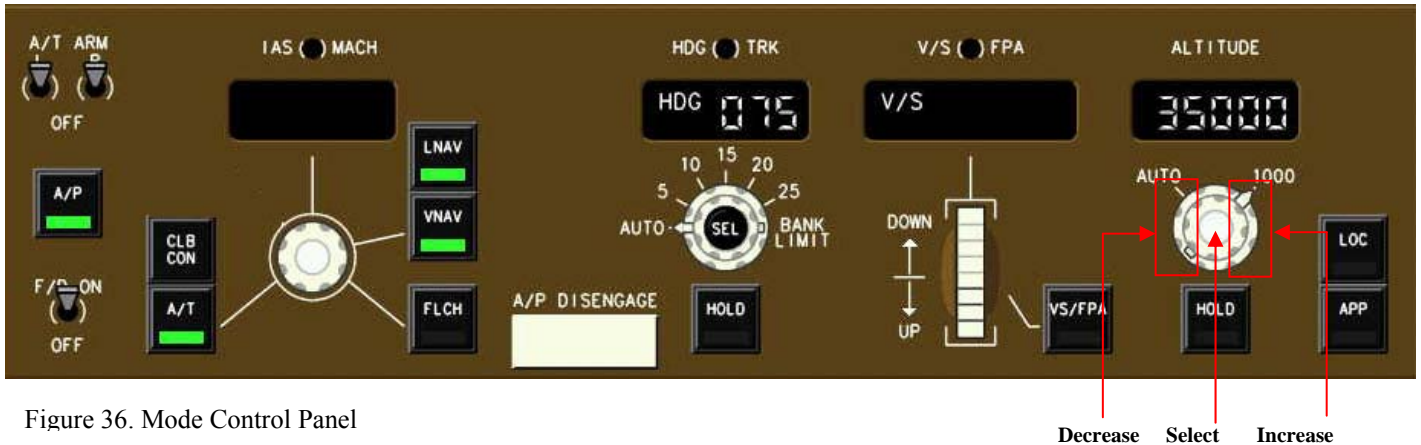 A/T ARM
IAS MACH
HDG TRK
V/S FPA
ALTITUDE
OFF
HDG 075
V/S
35000
LNAV
10 15 20
AUTO 1000
A/P
5 25
VNAV
AUTO SEL BANK LIMIT
DOWN
CLB CON
LOC
F/D ON
A/T
FLCH
A/P DISENGAGE
HOLD
UP
VS/FPA
HOLD
APP
OFF
Figure 36. Mode Control Panel
Decrease Select Increase